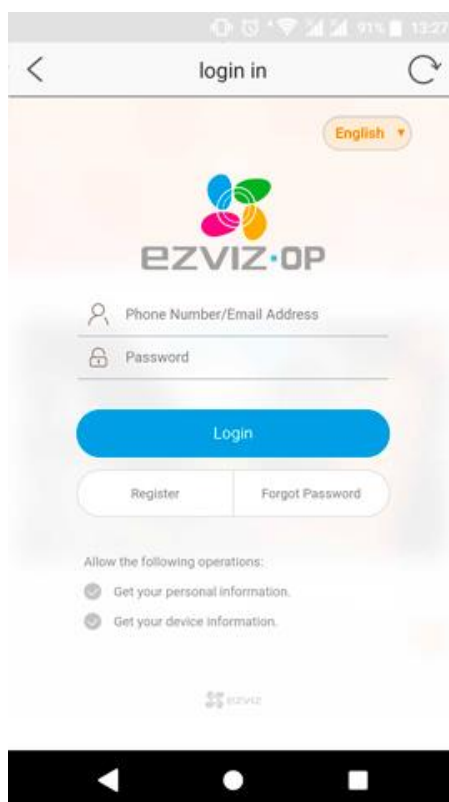 91% 13:27
login in
English
ezviz·OP
Phone Number/Email Address
Password
Login
Register Forgot Password
Allow the following operations:
Get your personal information.
Get your device information.
ezviz